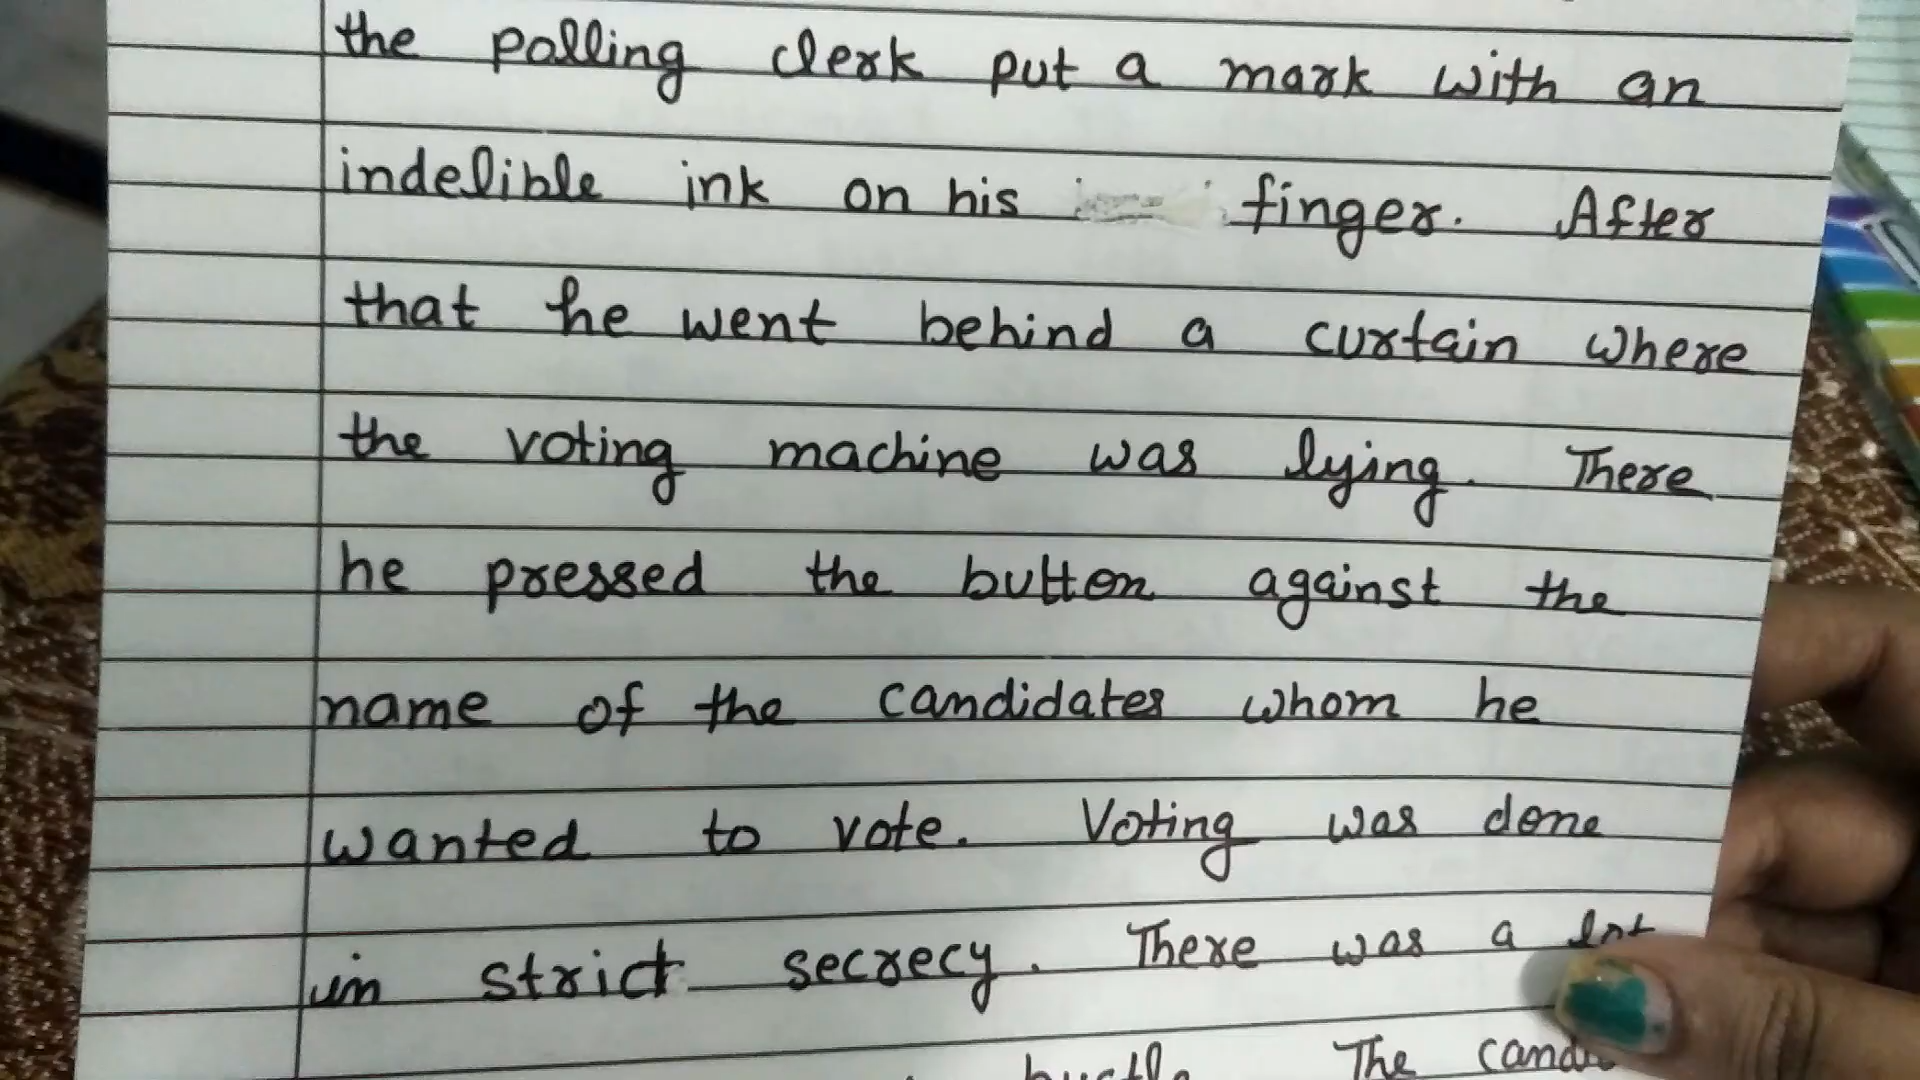 the polling clerk put a mark with an
indelible ink on his finger. After
that he went behind a curtain where
the voting machine was lying. There
he pressed the button against the
name of the candidates whom he
wanted to vote. Voting was done
in strict secrecy. There was a lot
bustle The